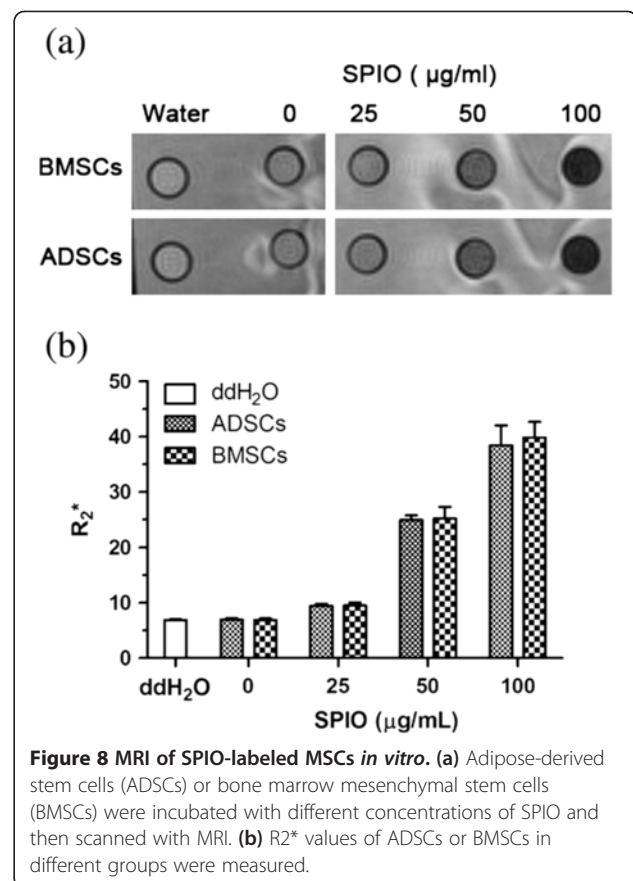 (a)
SPIO ( µg/ml)
Water 0 25 50 100
BMSCs
ADSCs
(b)
50
40
30
20
10
0
R2*
ddH2O
ADSCs
BMSCs
ddH2O 0 25 50 100
SPIO (µg/mL)
Figure 8 MRI of SPIO-labeled MSCs in vitro. (a) Adipose-derived
stem cells (ADSCs) or bone marrow mesenchymal stem cells
(BMSCs) were incubated with different concentrations of SPIO and
then scanned with MRI. (b) R2* values of ADSCs or BMSCs in
different groups were measured.